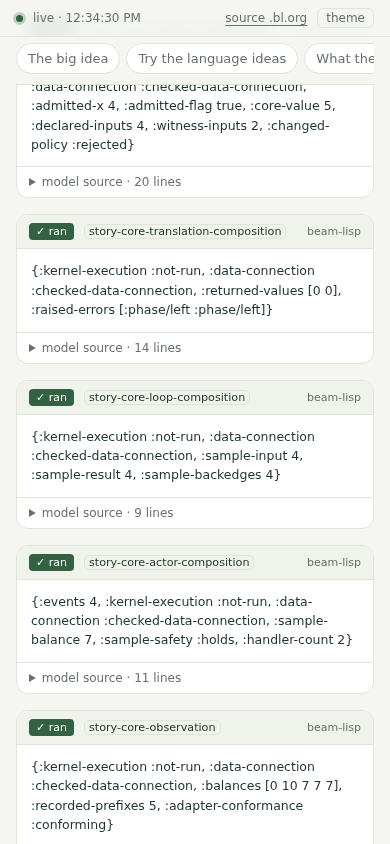 live · 12:34:30 PM
source .bl.org
theme
The big idea
Try the language ideas
What the
:data-connection :checked-data-connection,
:admitted-x 4, :admitted-flag true, :core-value 5,
:declared-inputs 4, :witness-inputs 2, :changed-
policy :rejected}
model source · 20 lines
✓ ran
story-core-translation-composition
beam-lisp
{:kernel-execution :not-run, :data-connection
:checked-data-connection, :returned-values [0 0],
:raised-errors [:phase/left :phase/left]}
model source · 14 lines
✓ ran
story-core-loop-composition
beam-lisp
{:kernel-execution :not-run, :data-connection
:checked-data-connection, :sample-input 4,
:sample-result 4, :sample-backedges 4}
model source · 9 lines
✓ ran
story-core-actor-composition
beam-lisp
{:events 4, :kernel-execution :not-run, :data-
connection :checked-data-connection, :sample-
balance 7, :sample-safety :holds, :handler-count 2}
model source · 11 lines
✓ ran
story-core-observation
beam-lisp
{:kernel-execution :not-run, :data-connection
:checked-data-connection, :balances [0 10 7 7 7],
:recorded-prefixes 5, :adapter-conformance
:conforming}